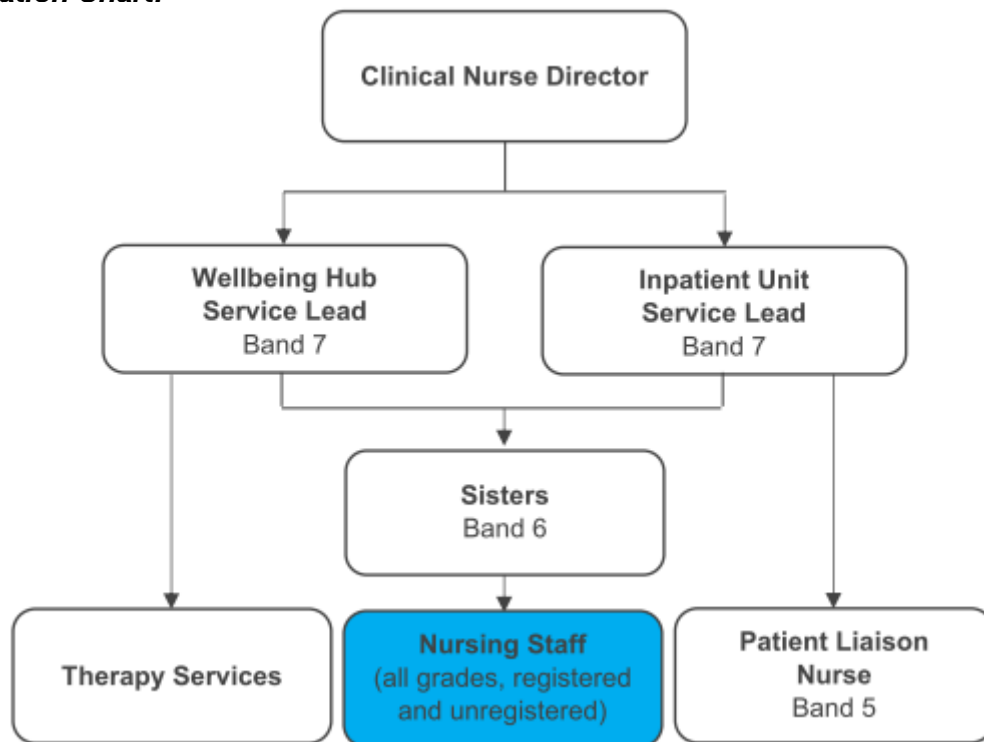 Clinical Nurse Director
Wellbeing Hub
Service Lead
Band 7
Inpatient Unit
Service Lead
Band 7
Sisters
Band 6
Therapy Services
Nursing Staff
(all grades, registered
and unregistered)
Patient Liaison
Nurse
Band 5